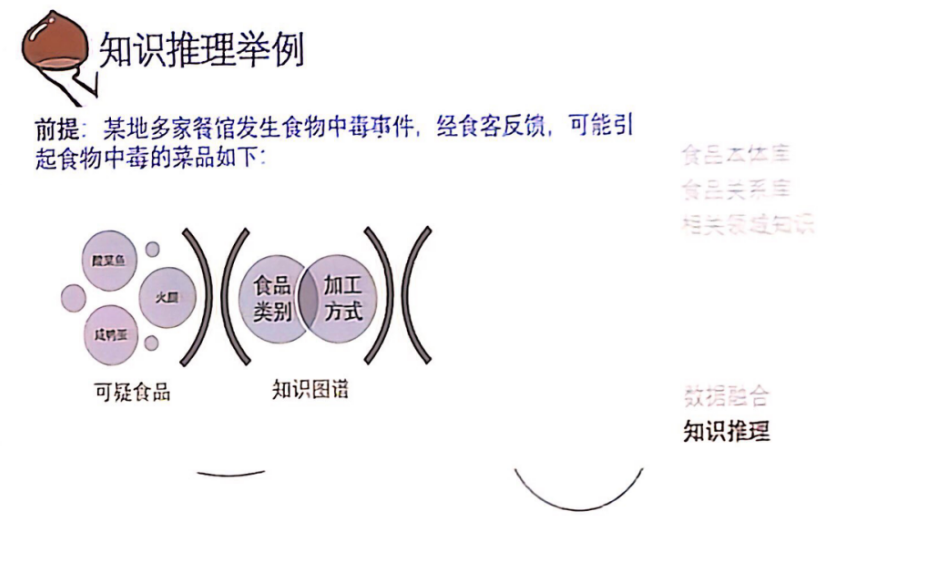 知识推理举例
前提：某地多家餐馆发生食物中毒事件，经食客反馈，可能引
起食物中毒的菜品如下：
食品本体库
食品关系库
相关领域知识
酸菜鱼
火腿
咸鸭蛋
食品
类别
加工
方式
可疑食品
知识图谱
数据融合
知识推理